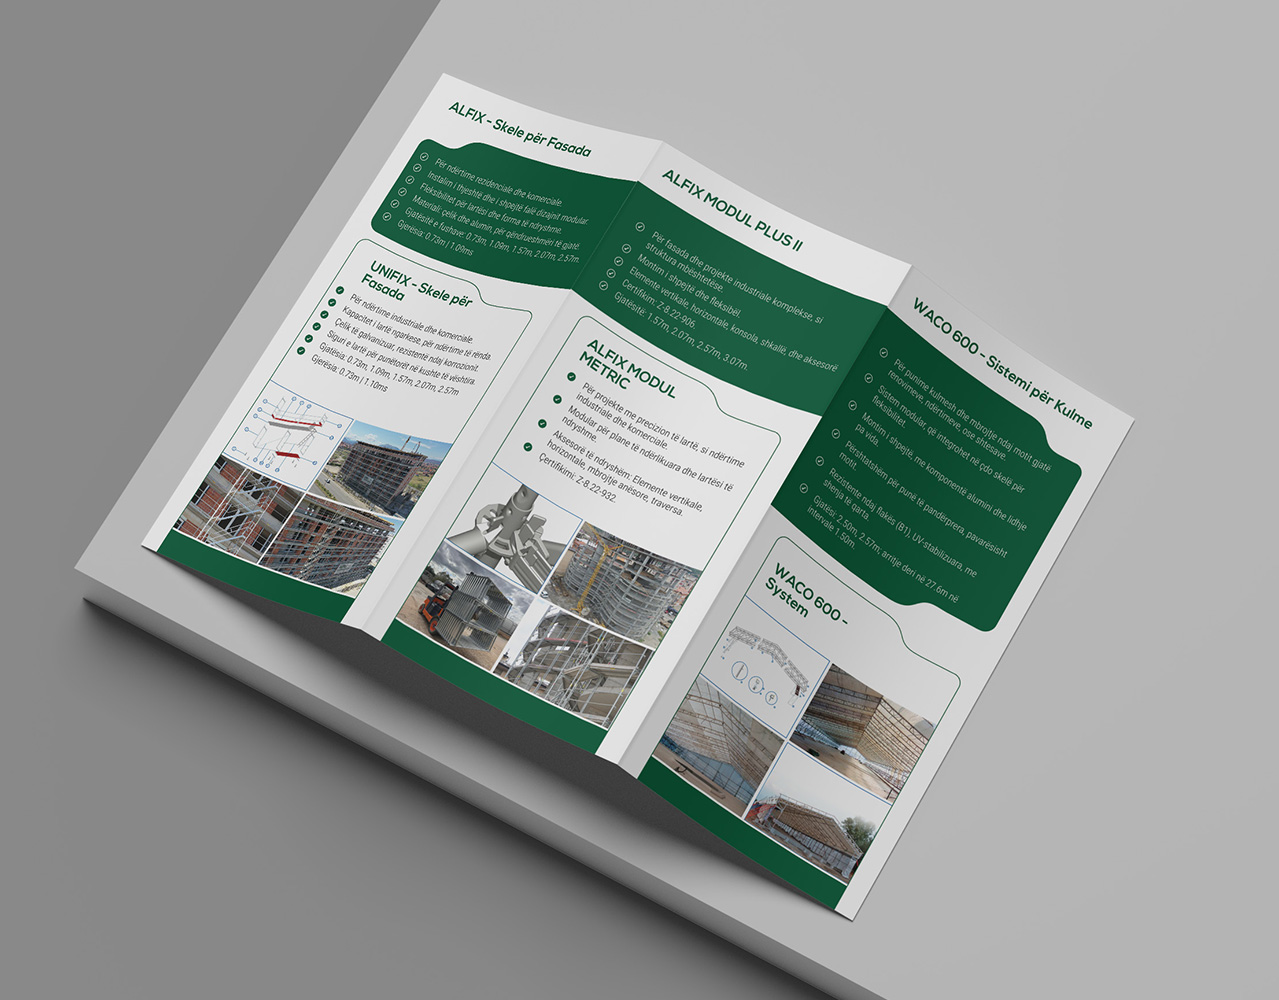 ALFIX - Skele për Fasada
Për ndërtime rezidenciale dhe komerciale.
Instalim i thjeshtë dhe i shpejtë falë dizajnit modular.
Fleksibilitet për lartësi dhe forma të ndryshme.
Materiali: çelik dhe alumin, për qëndrueshmëri të gjatë.
Gjatësitë e fushave: 0.73m, 1.09m, 1.57m, 2.07m, 2.57m.
Gjerësia: 0.73m | 1.09ms
UNIFIX - Skele për
Fasada
Për ndërtime industriale dhe komerciale.
Kapacitet i lartë ngarkese, për ndërtime të rënda.
Çelik të galvanizuar, rezistentë ndaj korrozionit.
Siguri e lartë për punëtorët në kushte të vështira.
Gjatësia: 0.73m, 1.09m, 1.57m, 2.07m, 2.57m
Gjerësia: 0.73m | 1.10ms
ALFIX MODUL PLUS II
Për fasada dhe projekte industriale komplekse, si
struktura mbështetëse.
Montim i shpejtë dhe fleksibël.
Elemente vertikale, horizontale, konsola, shkallë, dhe aksesorë
Certifikim: Z-8.22-906.
Gjatësitë: 1.57m, 2.07m, 2.57m, 3.07m.
ALFIX MODUL
METRIC
Për projekte me precizion të lartë, si ndërtime
industriale dhe komerciale.
Modular për plane të ndërlikuara dhe lartësi të
ndryshme.
Aksesorë të ndryshëm: Elemente vertikale,
horizontale, mbrojtje anësore, traversa.
Çertifikimi: Z-8.22-932.
WACO 600 - Sistemi për Kulme
Për punime kulmesh dhe mbrojtje ndaj motit gjatë
renovimeve, ndërtimeve, ose shtesave.
Sistem modular, që integrohet në çdo skelë për
fleksibilitet.
Montim i shpejtë, me komponente alumini dhe lidhje
pa vida.
Përshtatshëm për punë të pandërprera, pavarësisht
motit.
Rezistente ndaj flakës (B1), UV-stabilizuara, me
shenja të qarta.
Gjatësi: 2.50m, 2.57m, arritje deri në 27.6m në
intervale 1.50m.
WACO 600 -
System